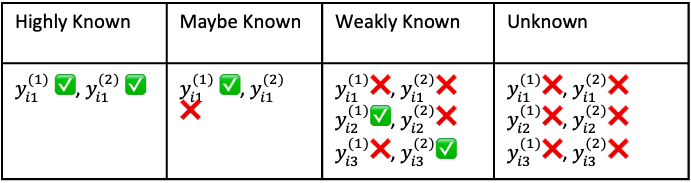 Highly Known Maybe Known Weakly Known Unknown
y_{i1}^{(1)} ✅, y_{i1}^{(2)} ✅ y_{i1}^{(1)} ✅, y_{i1}^{(2)} y_{i1}^{(1)}❌, y_{i1}^{(2)}❌ y_{i1}^{(1)}❌, y_{i1}^{(2)}❌
❌ y_{i2}^{(1)}✅, y_{i2}^{(2)}❌ y_{i2}^{(1)}❌, y_{i2}^{(2)}❌
y_{i3}^{(1)}❌, y_{i3}^{(2)}✅ y_{i3}^{(1)}❌, y_{i3}^{(2)}❌